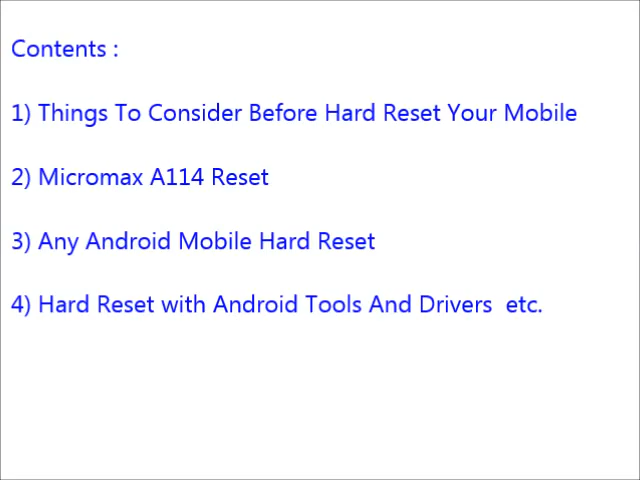 Contents :
1) Things To Consider Before Hard Reset Your Mobile
2) Micromax A114 Reset
3) Any Android Mobile Hard Reset
4) Hard Reset with Android Tools And Drivers  etc.